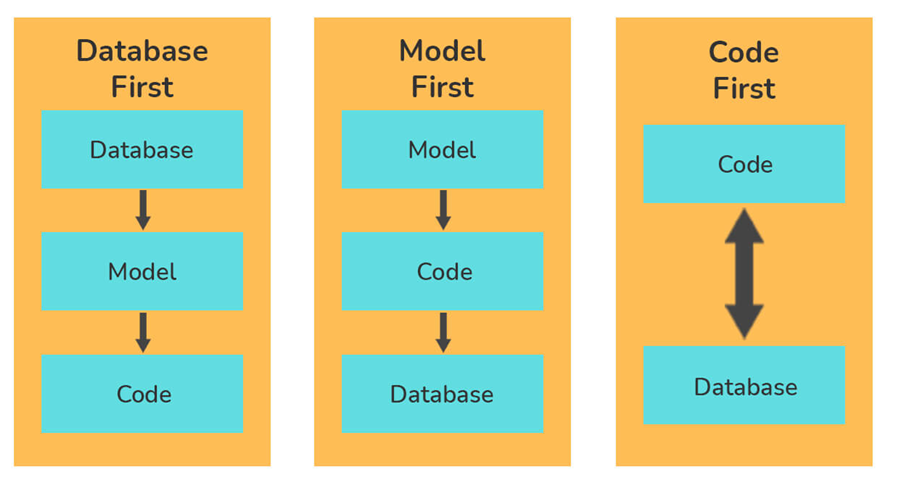 Database
First
Database
Model
Code
Model
First
Model
Code
Database
Code
First
Code
Database